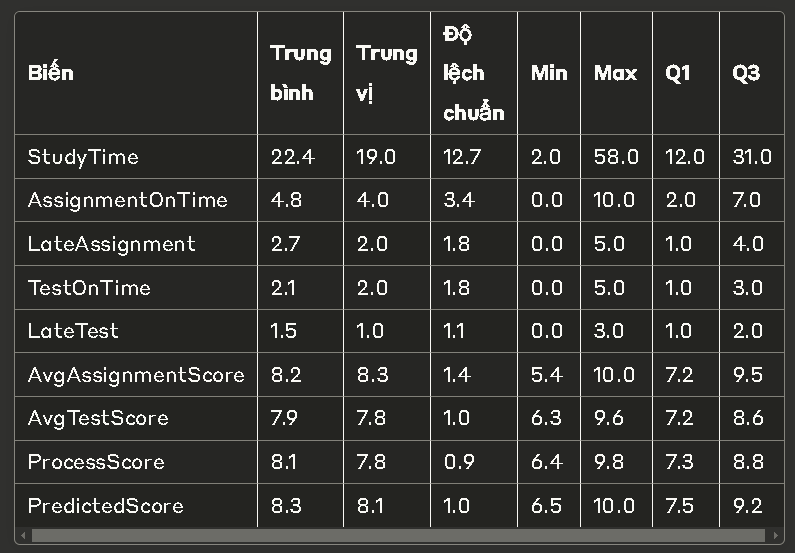 Biến Trung bình Trung vị Độ lệch chuẩn Min Max Q1 Q3
StudyTime 22.4 19.0 12.7 2.0 58.0 12.0 31.0
AssignmentOnTime 4.8 4.0 3.4 0.0 10.0 2.0 7.0
LateAssignment 2.7 2.0 1.8 0.0 5.0 1.0 4.0
TestOnTime 2.1 2.0 1.8 0.0 5.0 1.0 3.0
LateTest 1.5 1.0 1.1 0.0 3.0 1.0 2.0
AvgAssignmentScore 8.2 8.3 1.4 5.4 10.0 7.2 9.5
AvgTestScore 7.9 7.8 1.0 6.3 9.6 7.2 8.6
ProcessScore 8.1 7.8 0.9 6.4 9.8 7.3 8.8
PredictedScore 8.3 8.1 1.0 6.5 10.0 7.5 9.2